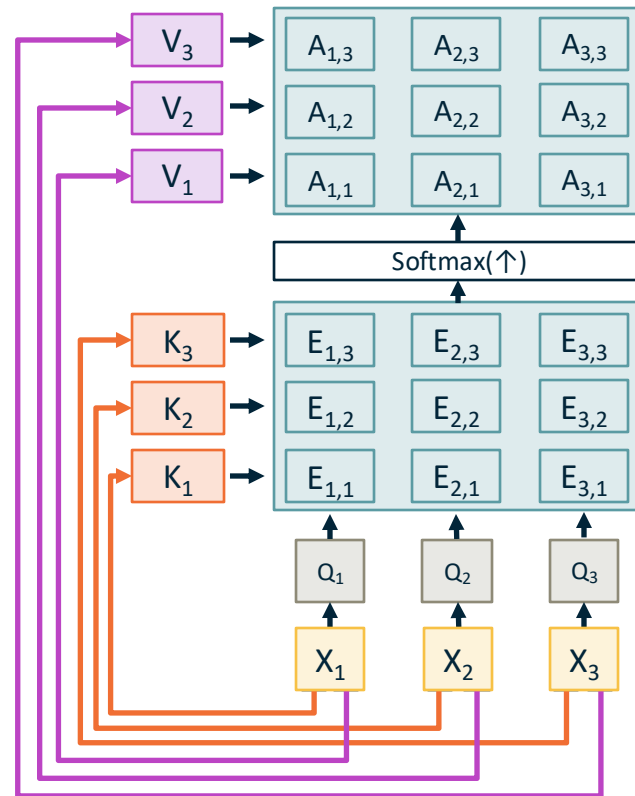 V₃ A₁,₃ A₂,₃ A₃,₃
V₂ A₁,₂ A₂,₂ A₃,₂
V₁ A₁,₁ A₂,₁ A₃,₁
Softmax(↑)
K₃ E₁,₃ E₂,₃ E₃,₃
K₂ E₁,₂ E₂,₂ E₃,₂
K₁ E₁,₁ E₂,₁ E₃,₁
Q₁ Q₂ Q₃
X₁ X₂ X₃